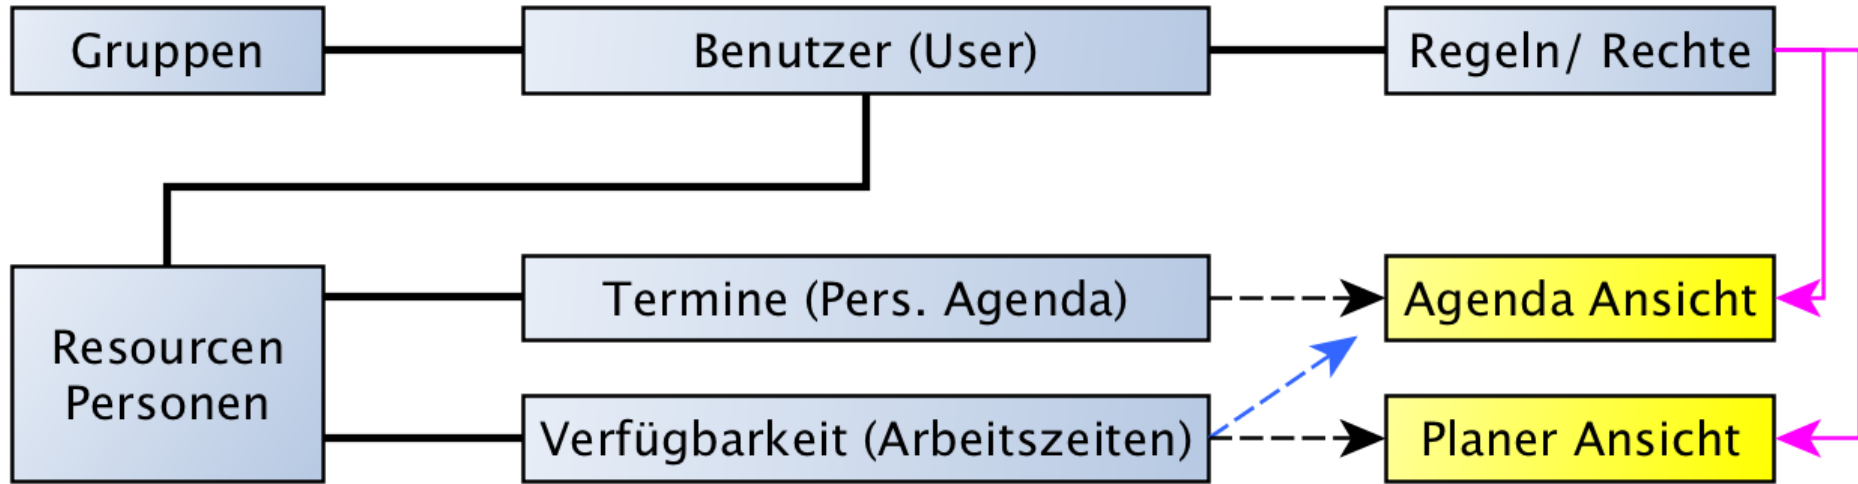 Gruppen
Benutzer (User)
Regeln/ Rechte
Resourcen
Personen
Termine (Pers. Agenda)
Agenda Ansicht
Verfügbarkeit (Arbeitszeiten)
Planer Ansicht